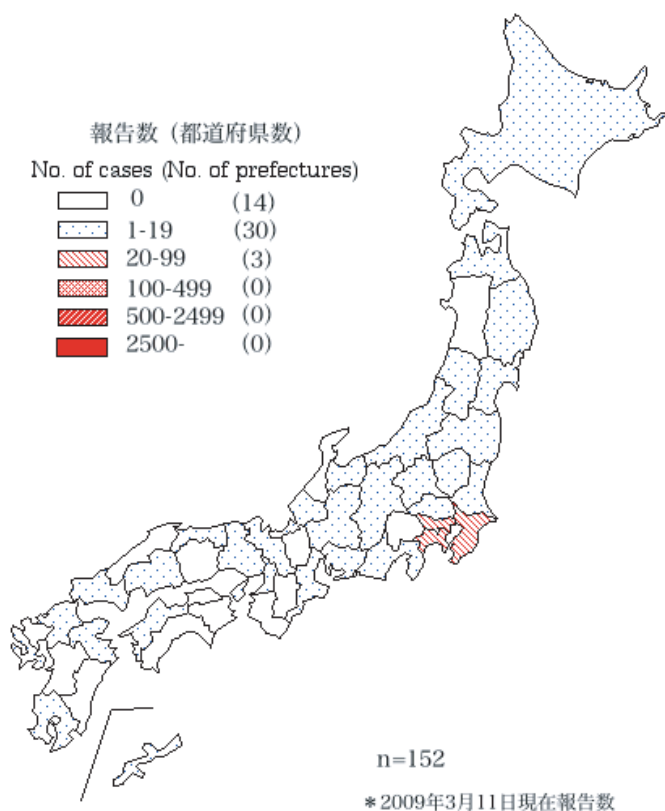 報告数（都道府県数）
No. of cases (No. of prefectures)
0 (14)
1-19 (30)
20-99 (3)
100-499 (0)
500-2499 (0)
2500- (0)
n=152
*2009年3月11日現在報告数